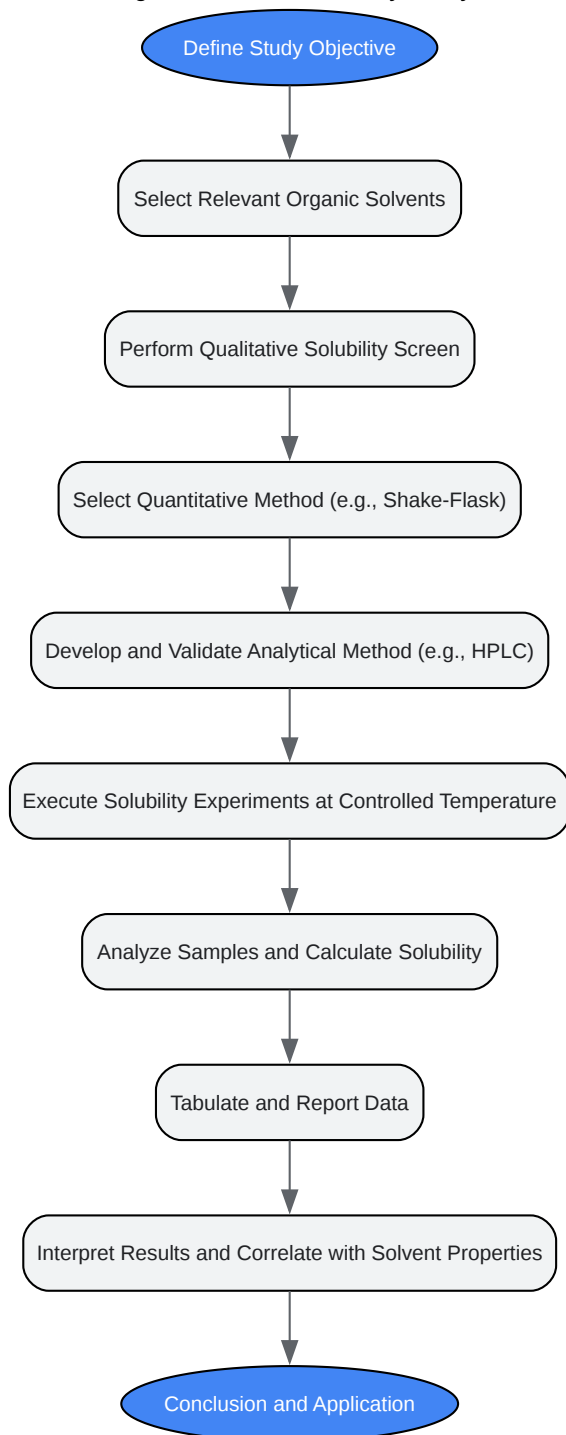 Define Study Objective
Select Relevant Organic Solvents
Perform Qualitative Solubility Screen
Select Quantitative Method (e.g., Shake-Flask)
Develop and Validate Analytical Method (e.g., HPLC)
Execute Solubility Experiments at Controlled Temperature
Analyze Samples and Calculate Solubility
Tabulate and Report Data
Interpret Results and Correlate with Solvent Properties
Conclusion and Application